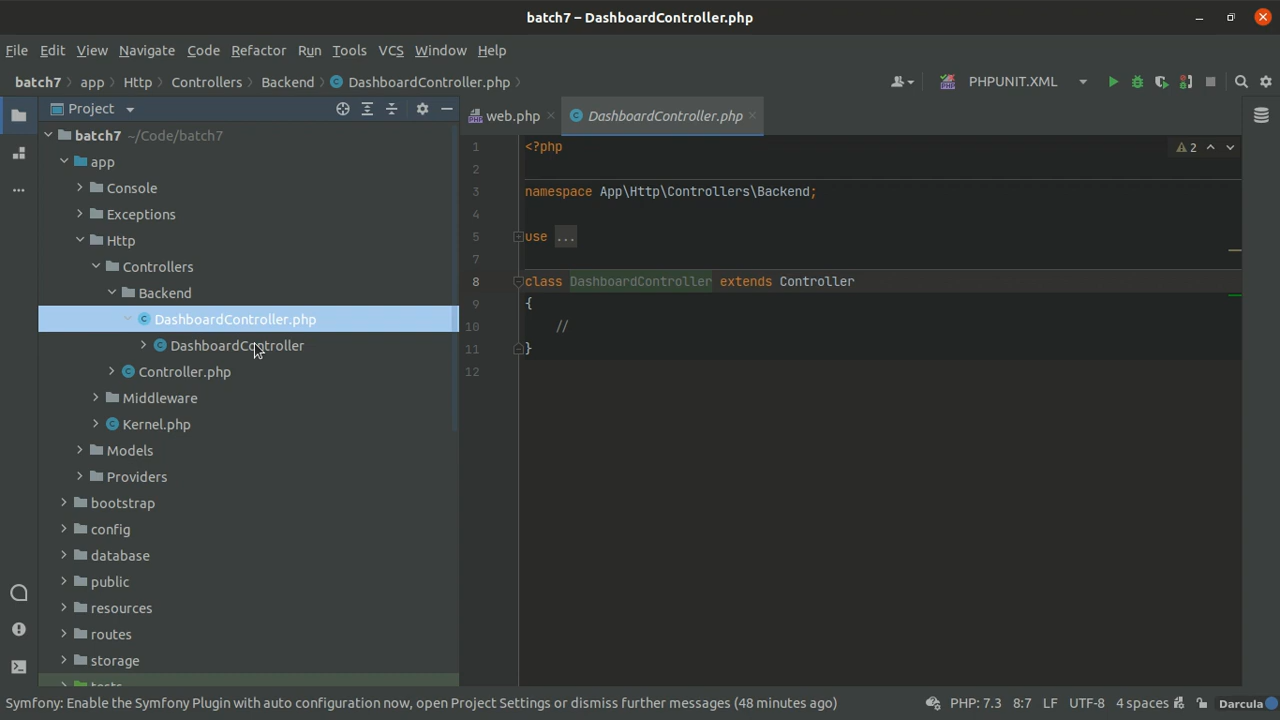 batch7 – DashboardController.php
File Edit View Navigate Code Refactor Run Tools VCS Window Help
batch7 app Http Controllers Backend DashboardController.php
PHPUNIT.XML
Project
batch7 ~/Code/batch7
app
Console
Exceptions
Http
Controllers
Backend
DashboardController.php
DashboardController
Controller.php
Middleware
Kernel.php
Models
Providers
bootstrap
config
database
public
resources
routes
storage
tests
web.php DashboardController.php
2
1 <?php
2
3 namespace App\Http\Controllers\Backend;
4
5 use ...
7
8 class DashboardController extends Controller
9 {
10 //
11 }
12
Symfony: Enable the Symfony Plugin with auto configuration now, open Project Settings or dismiss further messages (48 minutes ago)
PHP: 7.3 8:7 LF UTF-8 4 spaces Darcula